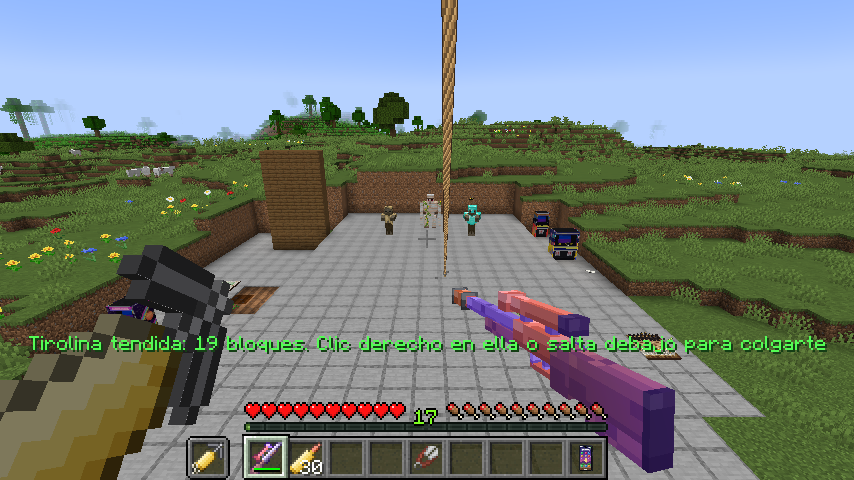 Tirolina tendida: 19 bloques. Clic derecho en ella o salta debajo para colgarte
17
30